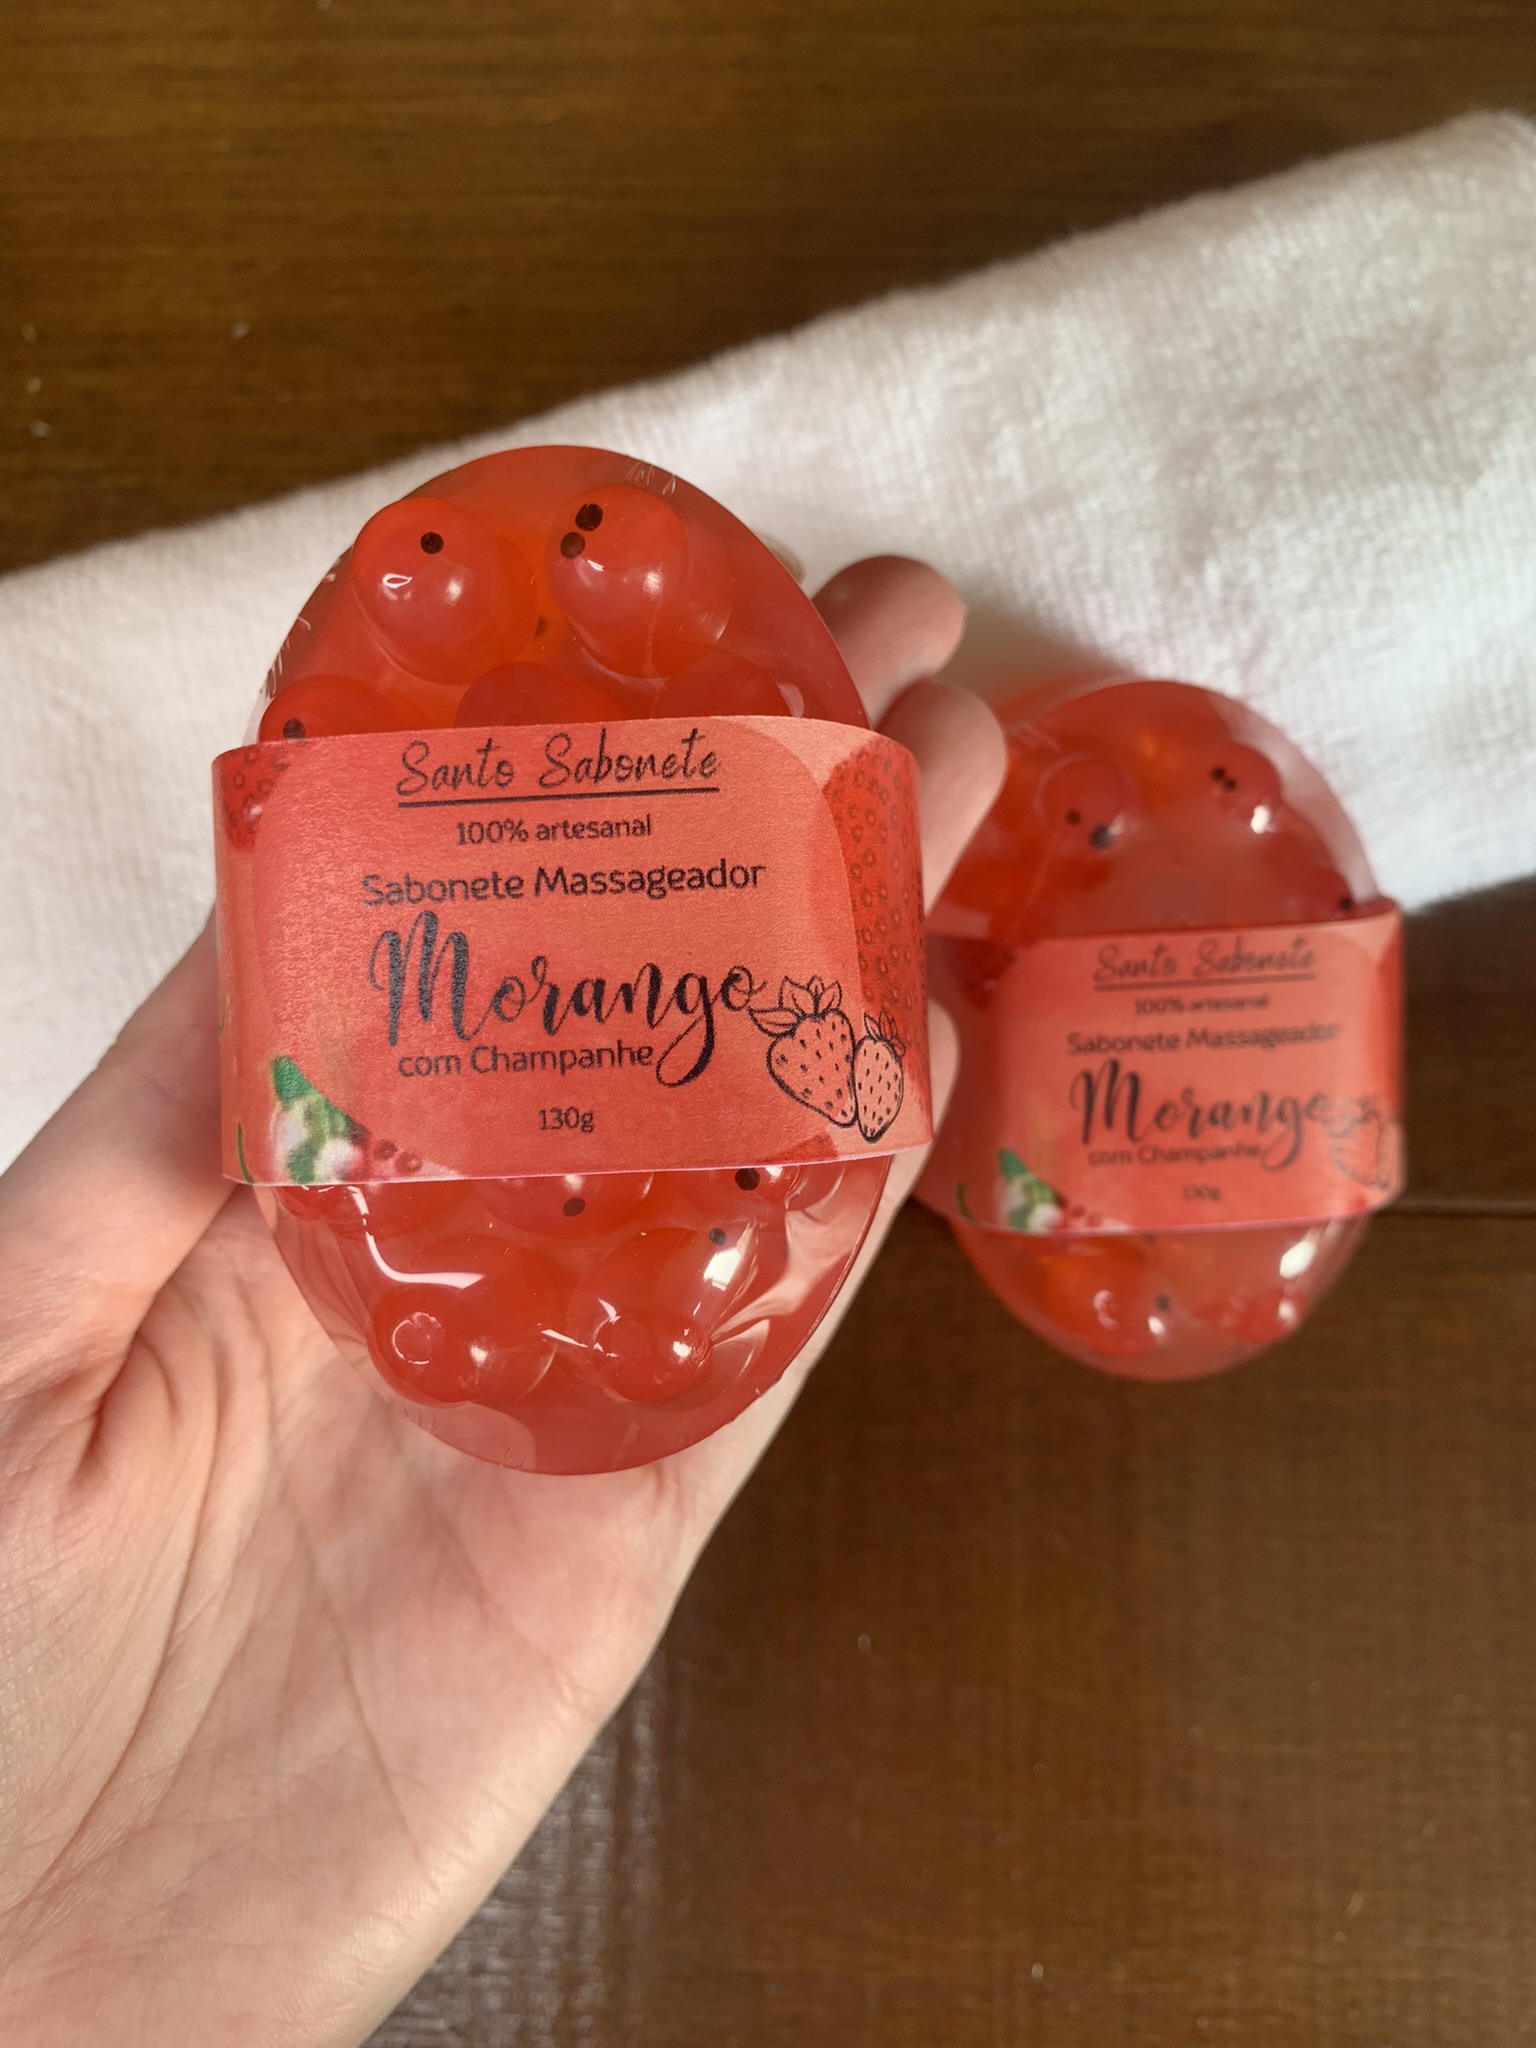 Santo Sabonete
100% artesanal
Sabonete Massageador
Morango
com Champanhe
130g
Santo Sabonete
100% artesanal
Sabonete Massageador
Morango
com Champanhe
130g